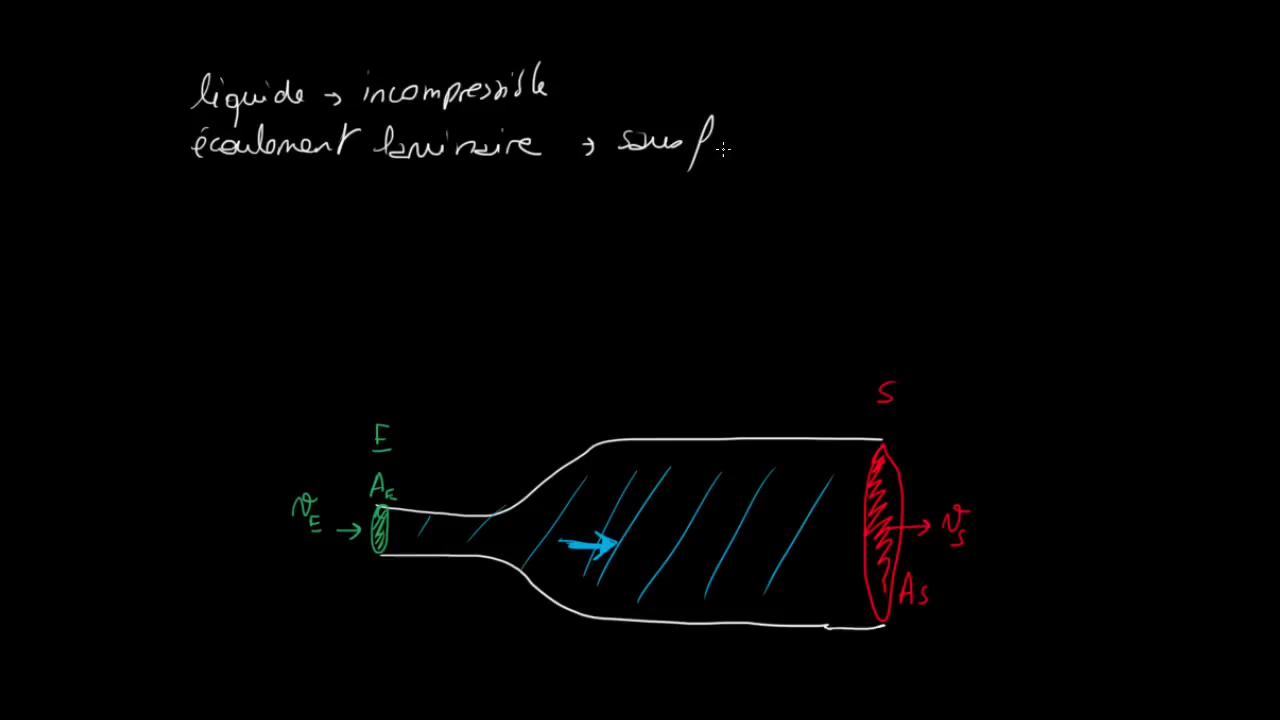 liquide → incompressible
écoulement laminaire → sans f
S
E
A_E
v_E →
→ v_S
A_S